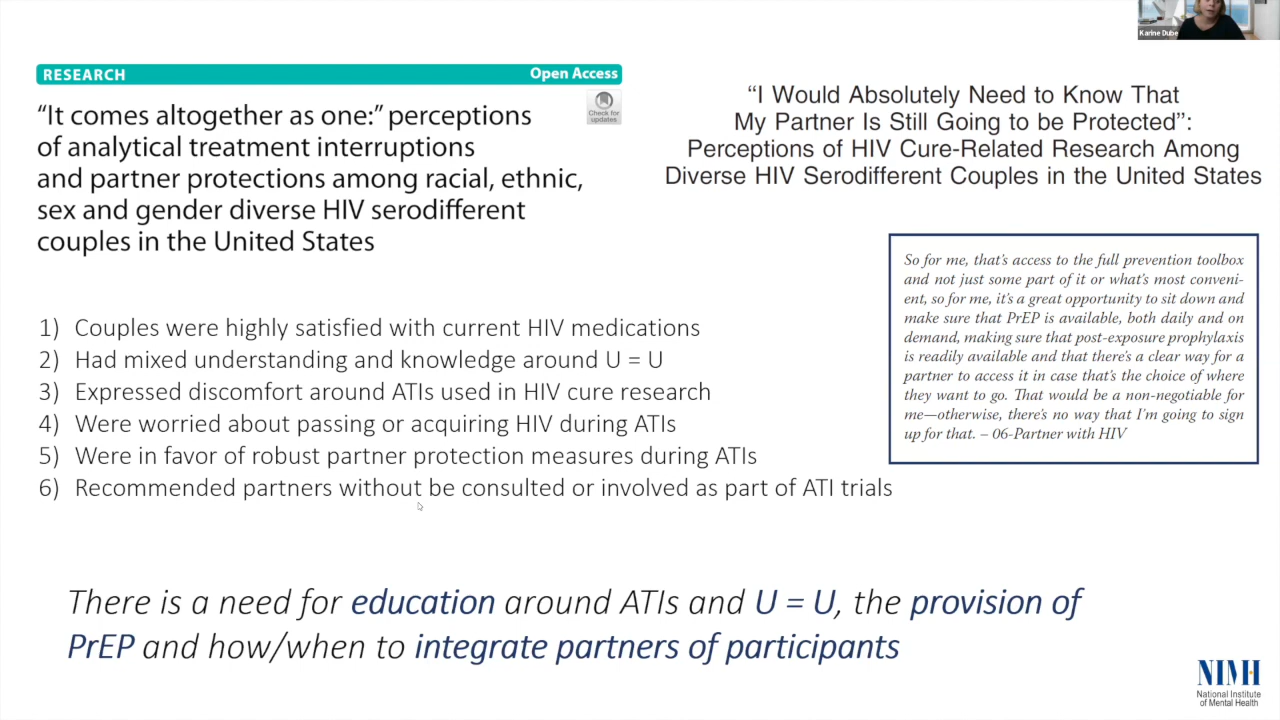 Karine Dube
RESEARCH Open Access
Check for
updates
“It comes altogether as one:” perceptions
of analytical treatment interruptions
and partner protections among racial, ethnic,
sex and gender diverse HIV serodifferent
couples in the United States
“I Would Absolutely Need to Know That
My Partner Is Still Going to be Protected”:
Perceptions of HIV Cure-Related Research Among
Diverse HIV Serodifferent Couples in the United States
So for me, that’s access to the full prevention toolbox
and not just some part of it or what’s most conveni-
ent, so for me, it’s a great opportunity to sit down and
make sure that PrEP is available, both daily and on
demand, making sure that post-exposure prophylaxis
is readily available and that there’s a clear way for a
partner to access it in case that’s the choice of where
they want to go. That would be a non-negotiable for
me—otherwise, there’s no way that I’m going to sign
up for that. – 06-Partner with HIV
1) Couples were highly satisfied with current HIV medications
2) Had mixed understanding and knowledge around U = U
3) Expressed discomfort around ATIs used in HIV cure research
4) Were worried about passing or acquiring HIV during ATIs
5) Were in favor of robust partner protection measures during ATIs
6) Recommended partners without be consulted or involved as part of ATI trials
There is a need for education around ATIs and U = U, the provision of
PrEP and how/when to integrate partners of participants
NIMH
National Institute
of Mental Health